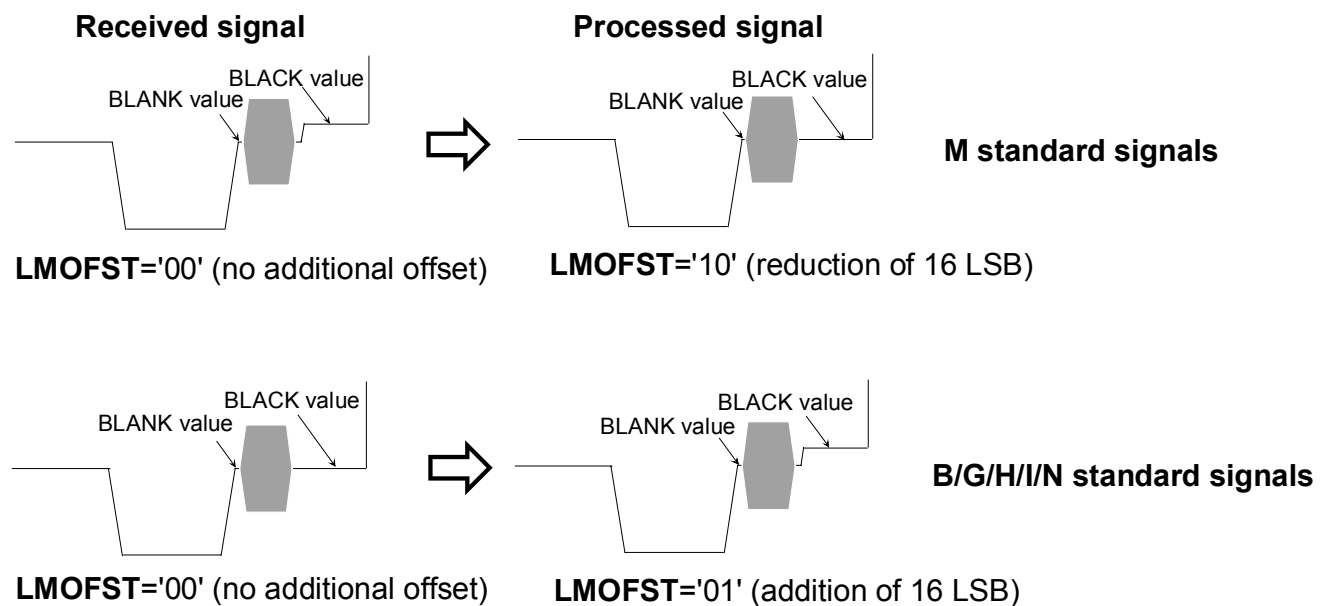 Received signal
Processed signal
BLACK value
BLANK value
BLACK value
BLANK value
M standard signals
LMOFST='00' (no additional offset)
LMOFST='10' (reduction of 16 LSB)
BLACK value
BLANK value
BLACK value
BLANK value
B/G/H/I/N standard signals
LMOFST='00' (no additional offset)
LMOFST='01' (addition of 16 LSB)